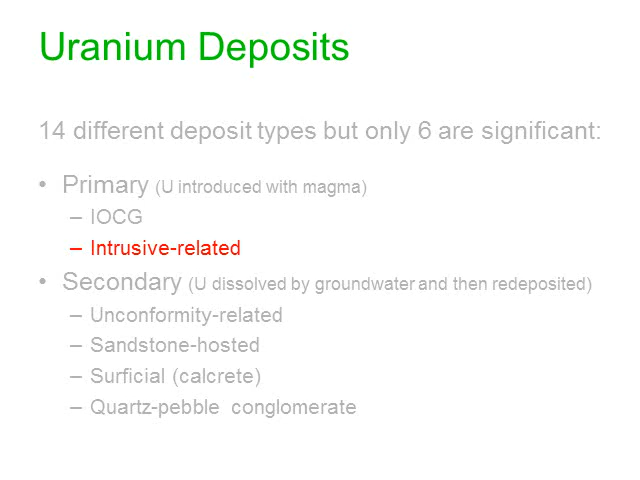 Uranium Deposits
14 different deposit types but only 6 are significant:
• Primary (U introduced with magma)
– IOCG
– Intrusive-related
• Secondary (U dissolved by groundwater and then redeposited)
– Unconformity-related
– Sandstone-hosted
– Surficial (calcrete)
– Quartz-pebble conglomerate